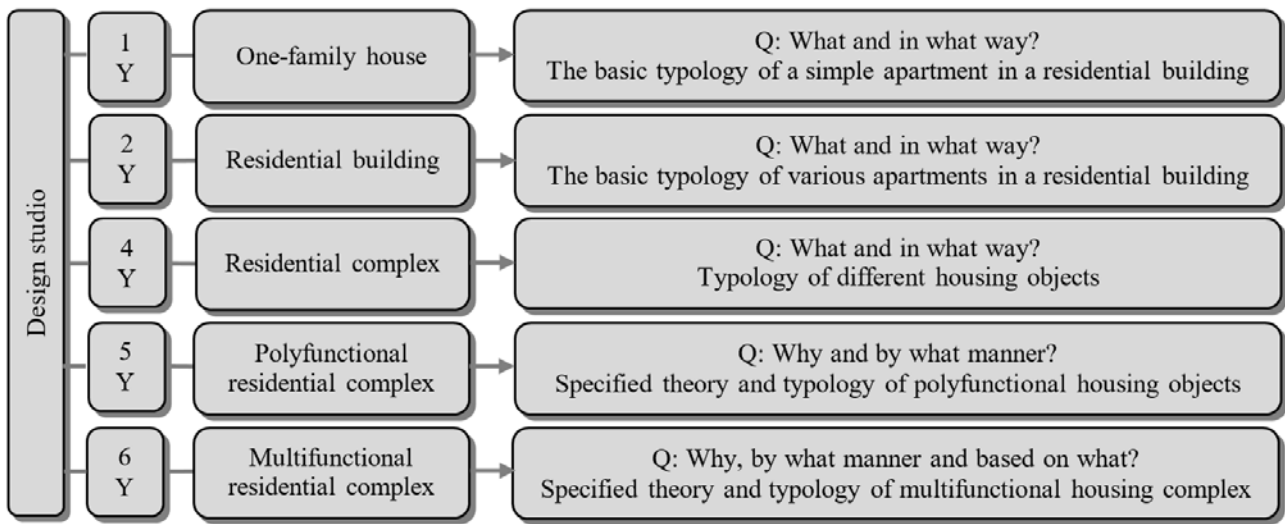 Design studio
1
Y
One-family house
Q: What and in what way?
The basic typology of a simple apartment in a residential building
2
Y
Residential building
Q: What and in what way?
The basic typology of various apartments in a residential building
4
Y
Residential complex
Q: What and in what way?
Typology of different housing objects
5
Y
Polyfunctional
residential complex
Q: Why and by what manner?
Specified theory and typology of polyfunctional housing objects
6
Y
Multifunctional
residential complex
Q: Why, by what manner and based on what?
Specified theory and typology of multifunctional housing complex